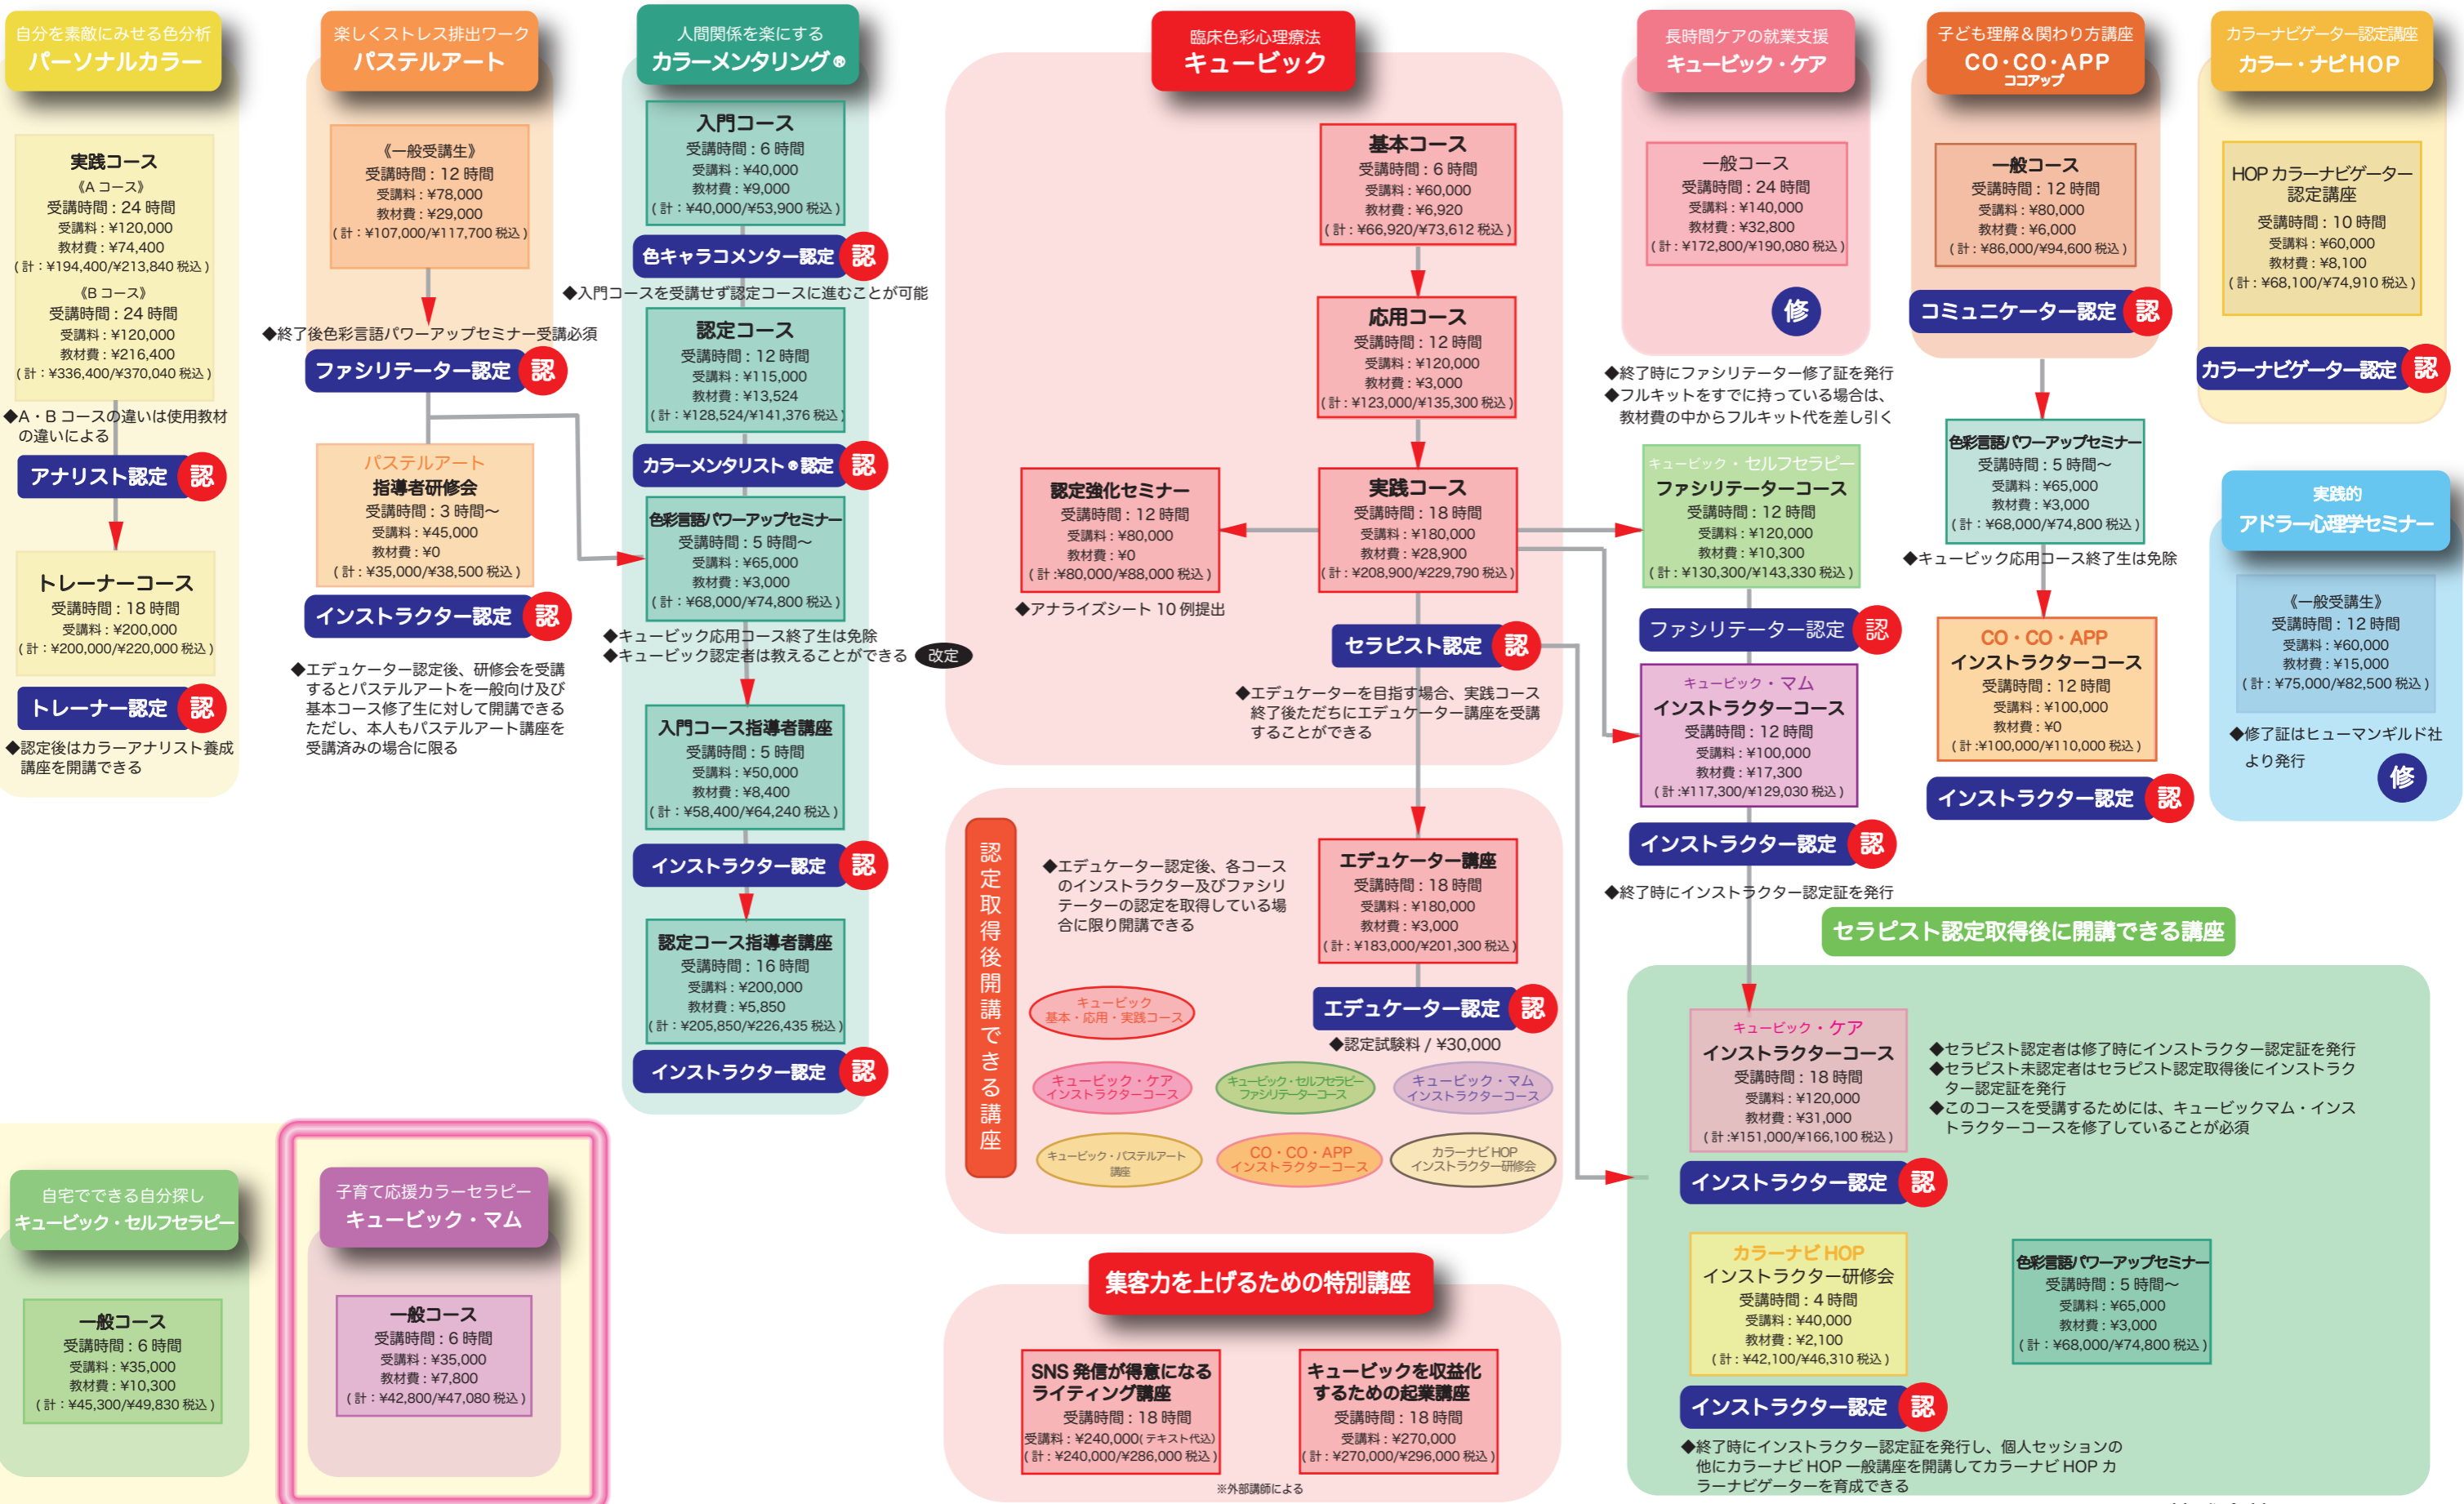 自分を素敵にみせる色分析
パーソナルカラー
実践コース
《A コース》
受講時間 : 24 時間
受講料 : ¥120,000
教材費 : ¥74,400
( 計：¥194,400/¥213,840 税込 )
《B コース》
受講時間 : 24 時間
受講料 : ¥120,000
教材費 : ¥216,400
( 計：¥336,400/¥370,040 税込 )
◆A・B コースの違いは使用教材
の違いによる
アナリスト認定 認
トレーナーコース
受講時間 : 18 時間
受講料 : ¥200,000
( 計：¥200,000/¥220,000 税込 )
トレーナー認定 認
◆認定後はカラーアナリスト養成
講座を開講できる
楽しくストレス排出ワーク
パステルアート
《一般受講生》
受講時間 : 12 時間
受講料 : ¥78,000
教材費 : ¥29,000
( 計：¥107,000/¥117,700 税込 )
◆終了後色彩言語パワーアップセミナー受講必須
ファシリテーター認定 認
パステルアート
指導者研修会
受講時間 : 3 時間〜
受講料 : ¥45,000
教材費 : ¥0
( 計 : ¥35,000/¥38,500 税込 )
インストラクター認定 認
◆エデュケーター認定後、研修会を受講
するとパステルアートを一般向け及び
基本コース修了生に対して開講できる
ただし、本人もパステルアート講座を
受講済みの場合に限る
人間関係を楽にする
カラーメンタリング®
入門コース
受講時間 : 6 時間
受講料 : ¥40,000
教材費 : ¥9,000
( 計：¥40,000/¥53,900 税込 )
色キャラコメンター認定 認
◆入門コースを受講せず認定コースに進むことが可能
認定コース
受講時間 : 12 時間
受講料 : ¥115,000
教材費 : ¥13,524
( 計：¥128,524/¥141,376 税込 )
カラーメンタリスト®認定 認
色彩言語パワーアップセミナー
受講時間 : 5 時間〜
受講料 : ¥65,000
教材費 : ¥3,000
( 計：¥68,000/¥74,800 税込 )
◆キュービック応用コース終了生は免除
◆キュービック認定者は教えることができる 改定
入門コース指導者講座
受講時間 : 5 時間
受講料 : ¥50,000
教材費 : ¥8,400
( 計：¥58,400/¥64,240 税込 )
インストラクター認定 認
認定コース指導者講座
受講時間 : 16 時間
受講料 : ¥200,000
教材費 : ¥5,850
( 計：¥205,850/¥226,435 税込 )
インストラクター認定 認
臨床色彩心理療法
キュービック
基本コース
受講時間 : 6 時間
受講料 : ¥60,000
教材費 : ¥6,920
( 計 : ¥66,920/¥73,612 税込 )
応用コース
受講時間 : 12 時間
受講料 : ¥120,000
教材費 : ¥3,000
( 計 : ¥123,000/¥135,300 税込 )
認定強化セミナー
受講時間 : 12 時間
受講料 : ¥80,000
教材費 : ¥0
( 計 :¥80,000/¥88,000 税込 )
◆アナライズシート 10 例提出
実践コース
受講時間 : 18 時間
受講料 : ¥180,000
教材費 : ¥28,900
( 計 : ¥208,900/¥229,790 税込 )
セラピスト認定 認
◆エデュケーターを目指す場合、実践コース
終了後ただちにエデュケーター講座を受講
することができる
認定取得後開講できる講座
◆エデュケーター認定後、各コース
のインストラクター及びファシリ
テーターの認定を取得している場
合に限り開講できる
エデュケーター講座
受講時間 : 18 時間
受講料 : ¥180,000
教材費 : ¥3,000
( 計 : ¥183,000/¥201,300 税込 )
エデュケーター認定 認
◆認定試験料 / ¥30,000
キュービック
基本・応用・実践コース
キュービック・ケア
インストラクターコース
キュービック・セルフセラピー
ファシリテーターコース
キュービック・マム
インストラクターコース
キュービック・パステルアート
講座
CO・CO・APP
インストラクターコース
カラーナビ HOP
インストラクター研修会
集客力を上げるための特別講座
SNS 発信が得意になる
ライティング講座
受講時間 : 18 時間
受講料 : ¥240,000( テキスト代込)
( 計 : ¥240,000/¥286,000 税込 )
キュービックを収益化
するための起業講座
受講時間 : 18 時間
受講料 : ¥270,000
( 計 : ¥270,000/¥296,000 税込 )
※外部講師による
長時間ケアの就業支援
キュービック・ケア
一般コース
受講時間 : 24 時間
受講料 : ¥140,000
教材費 : ¥32,800
( 計 : ¥172,800/¥190,080 税込 )
修
◆終了時にファシリテーター修了証を発行
◆フルキットをすでに持っている場合は、
教材費の中からフルキット代を差し引く
キュービック・セルフセラピー
ファシリテーターコース
受講時間 : 12 時間
受講料 : ¥120,000
教材費 : ¥10,300
( 計 : ¥130,300/¥143,330 税込 )
ファシリテーター認定 認
キュービック・マム
インストラクターコース
受講時間 : 12 時間
受講料 : ¥100,000
教材費 : ¥17,300
( 計 :¥117,300/¥129,030 税込 )
インストラクター認定 認
◆終了時にインストラクター認定証を発行
子ども理解＆関わり方講座
CO・CO・APP
ココアップ
一般コース
受講時間 : 12 時間
受講料 : ¥80,000
教材費 : ¥6,000
( 計 : ¥86,000/¥94,600 税込 )
コミュニケーター認定 認
色彩言語パワーアップセミナー
受講時間 : 5 時間〜
受講料 : ¥65,000
教材費 : ¥3,000
( 計：¥68,000/¥74,800 税込 )
◆キュービック応用コース終了生は免除
CO・CO・APP
インストラクターコース
受講時間 : 12 時間
受講料 : ¥100,000
教材費 : ¥0
( 計 :¥100,000/¥110,000 税込 )
インストラクター認定 認
カラーナビゲーター認定講座
カラー・ナビHOP
HOP カラーナビゲーター
認定講座
受講時間 : 10 時間
受講料 : ¥60,000
教材費 : ¥8,100
( 計 : ¥68,100/¥74,910 税込 )
カラーナビゲーター認定 認
実践的
アドラー心理学セミナー
《一般受講生》
受講時間 : 12 時間
受講料 : ¥60,000
教材費 : ¥15,000
( 計 : ¥75,000/¥82,500 税込 )
◆修了証はヒューマンギルド社
より発行
修
セラピスト認定取得後に開講できる講座
キュービック・ケア
インストラクターコース
受講時間 : 18 時間
受講料 : ¥120,000
教材費 : ¥31,000
( 計 :¥151,000/¥166,100 税込 )
◆セラピスト認定者は修了時にインストラクター認定証を発行
◆セラピスト未認定者はセラピスト認定取得後にインストラク
ター認定証を発行
◆このコースを受講するためには、キュービックマム・インス
トラクターコースを修了していることが必須
インストラクター認定 認
カラーナビ HOP
インストラクター研修会
受講時間 : 4 時間
受講料 : ¥40,000
教材費 : ¥2,100
( 計 : ¥42,100/¥46,310 税込 )
インストラクター認定 認
◆終了時にインストラクター認定証を発行し、個人セッションの
他にカラーナビ HOP 一般講座を開講してカラーナビ HOP カ
ラーナビゲーターを育成できる
色彩言語パワーアップセミナー
受講時間 : 5 時間〜
受講料 : ¥65,000
教材費 : ¥3,000
( 計 : ¥68,000/¥74,800 税込 )
自宅でできる自分探し
キュービック・セルフセラピー
一般コース
受講時間 : 6 時間
受講料 : ¥35,000
教材費 : ¥10,300
( 計：¥45,300/¥49,830 税込 )
子育て応援カラーセラピー
キュービック・マム
一般コース
受講時間 : 6 時間
受講料 : ¥35,000
教材費 : ¥7,800
( 計：¥42,800/¥47,080 税込 )